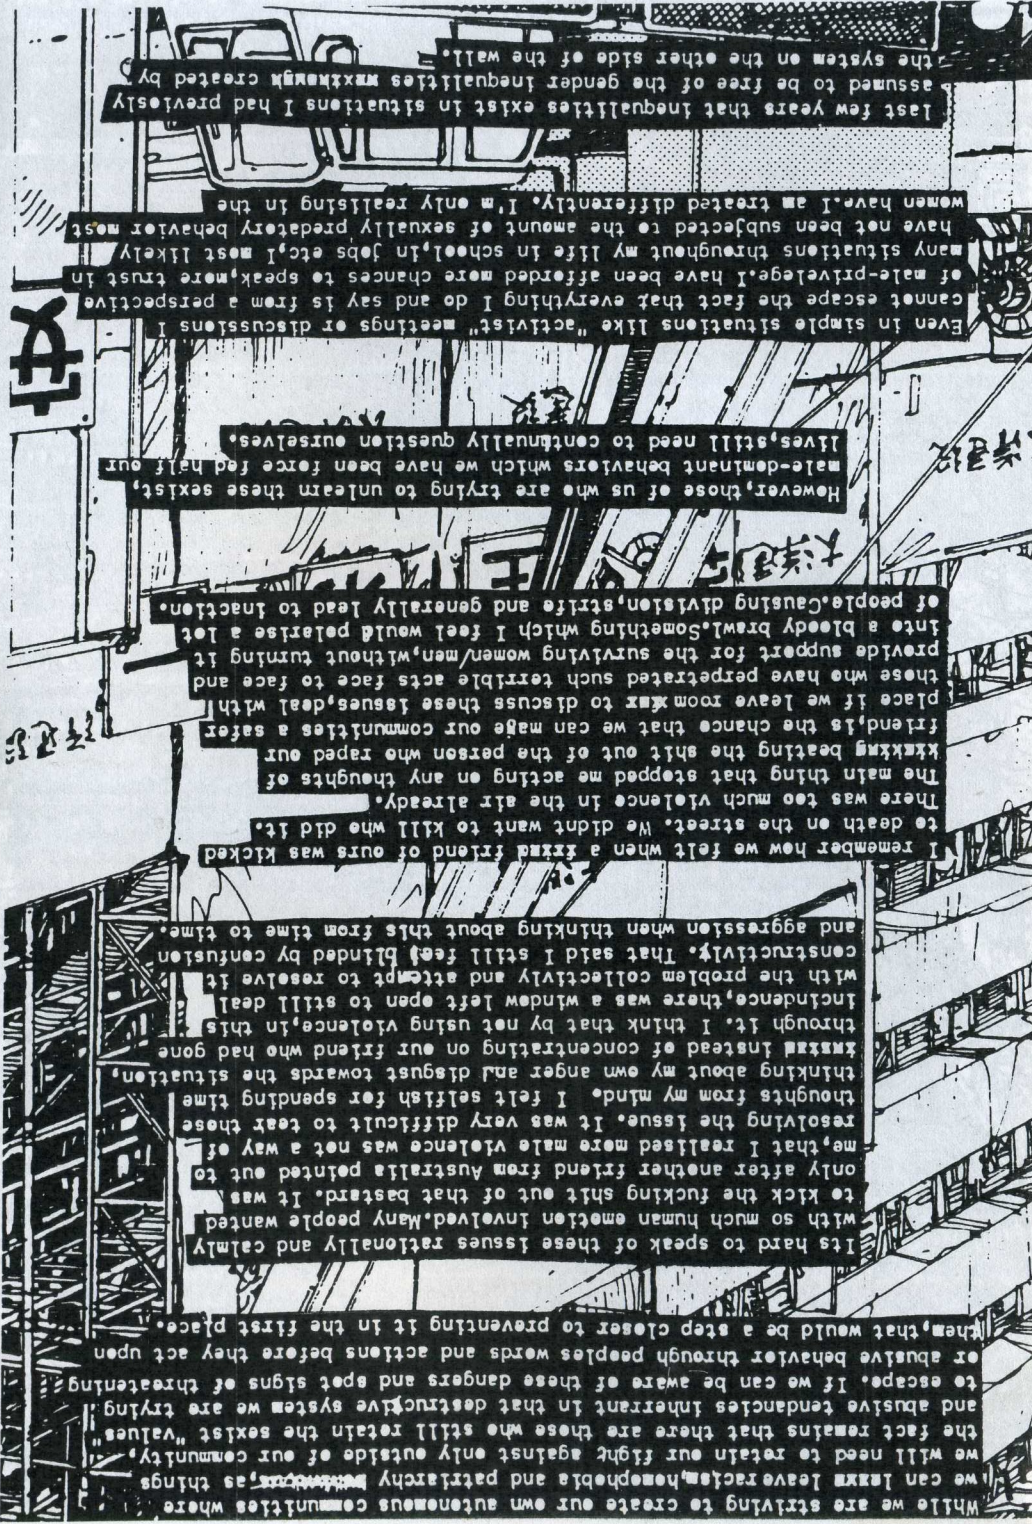 While we are striving to create our own autonomous communities where
we can leave racism,homophobia and patriarchy ,as things
we will need to retain our fight against only outside of our community,
the fact remains that there are those who still retain the sexist "values"
and abusive tendancies inherrant in that destructive system we are trying
to escape. If we can be aware of these dangers and spot signs of threatening
or abusive behavior through peoples words and actions before they act upon
them,that would be a step closer to preventing it in the first place.
Its hard to speak of these issues rationally and calmly
with so much human emotion involved.Many people wanted
to kick the fucking shit out of that bastard. It was
only after another friend from Australia pointed out to
me,that I realised more male violence was not a way of
resolving the issue. It was very difficult to tear those
thoughts from my mind. I felt selfish for spending time
thinking about my own anger and disgust towards the situation,
instead of concentrating on our friend who had gone
through it. I think that by not using violence,in this
incindence,there was a window left open to still deal
with the problem collectivly and attempt to resolve it
constructivly. That said I still feel blinded by confusion
and aggression when thinking about this from time to time.
I remember how we felt when a friend of ours was kicked
to death on the street. We didnt want to kill who did it.
There was too much violence in the air already.
The main thing that stopped me acting on any thoughts of
beating the shit out of the person who raped our
friend,is the chance that we can make our communities a safer
place if we leave room to discuss these issues,deal with
those who have perpetrated such terrible acts face to face and
provide support for the surviving women/men,without turning it
into a bloody brawl.Something which I feel would polarise a lot
of people.Causing division,strife and generally lead to inaction.
大洋图
However,those of us who are trying to unlearn these sexist,
male-dominant behaviors which we have been force fed half our
lives,still need to continually question ourselves.
Even in simple situations like "activist" meetings or discussions I
cannot escape the fact that everything I do and say is from a perspective
of male-privelege.I have been afforded more chances to speak,more trust in
many situations throughout my life in school,in jobs etc,I most likely
have not been subjected to the amount of sexually predatory behavior most
women have.I am treated differently. I'm only realising in the
last few years that inequalities exist in situations I had previosly
assumed to be free of the gender inequalities created by
the system on the other side of the wall.